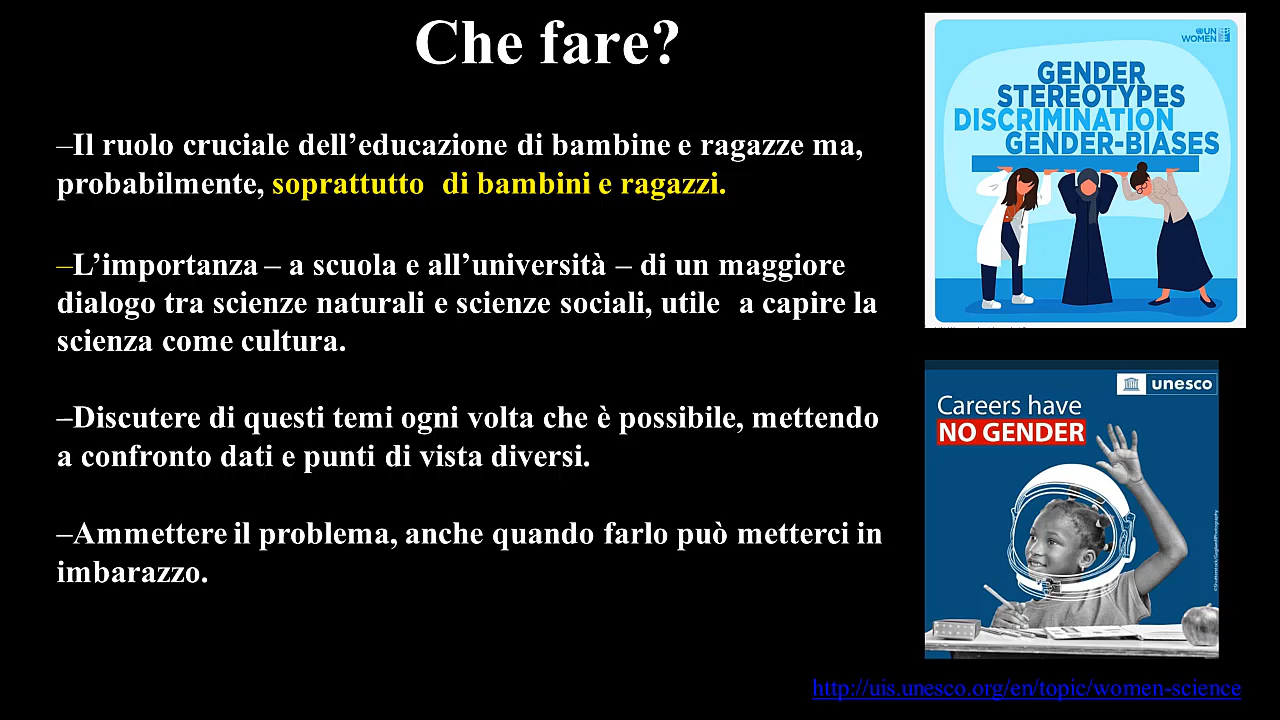 Che fare?
–Il ruolo cruciale dell’educazione di bambine e ragazze ma,
probabilmente, soprattutto  di bambini e ragazzi.
–L’importanza – a scuola e all’università – di un maggiore
dialogo tra scienze naturali e scienze sociali, utile  a capire la
scienza come cultura.
–Discutere di questi temi ogni volta che è possibile, mettendo
a confronto dati e punti di vista diversi.
–Ammettere il problema, anche quando farlo può metterci in
imbarazzo.
UN
WOMEN
GENDER
STEREOTYPES
DISCRIMINATION
GENDER-BIASES
unesco
Careers have
NO GENDER
http://uis.unesco.org/en/topic/women-science